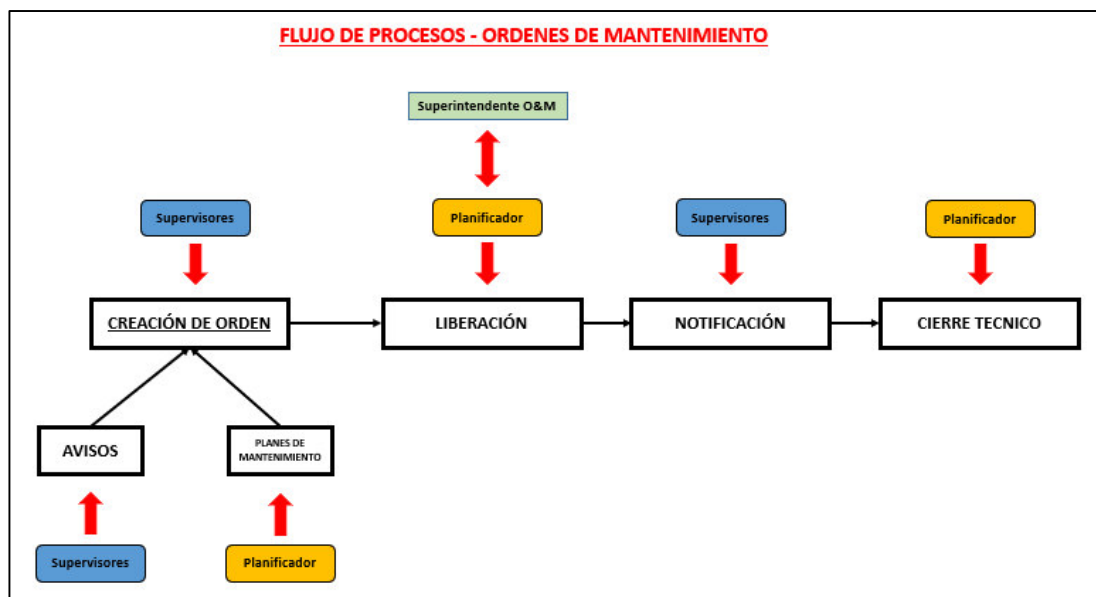 FLUJO DE PROCESOS - ORDENES DE MANTENIMIENTO
Superintendente O&M
Supervisores
Planificador
Supervisores
Planificador
CREACIÓN DE ORDEN
LIBERACIÓN
NOTIFICACIÓN
CIERRE TECNICO
AVISOS
PLANES DE
MANTENIMIENTO
Supervisores
Planificador